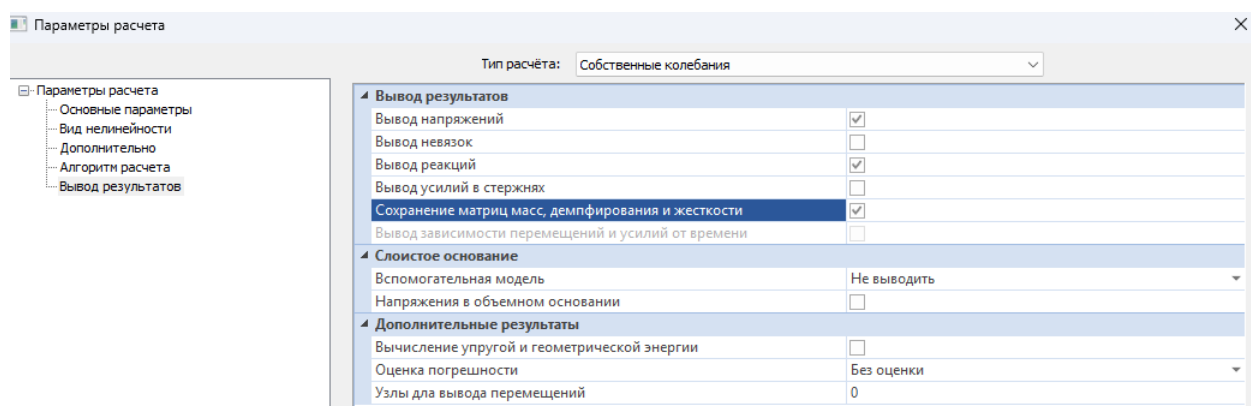 Параметры расчета
Тип расчёта: Собственные колебания
Параметры расчета
Основные параметры
Вид нелинейности
Дополнительно
Алгоритм расчета
Вывод результатов
Вывод результатов
Вывод напряжений
Вывод невязок
Вывод реакций
Вывод усилий в стержнях
Сохранение матриц масс, демпфирования и жесткости
Вывод зависимости перемещений и усилий от времени
Слоистое основание
Вспомогательная модель Не выводить
Напряжения в объемном основании
Дополнительные результаты
Вычисление упругой и геометрической энергии
Оценка погрешности Без оценки
Узлы для вывода перемещений 0